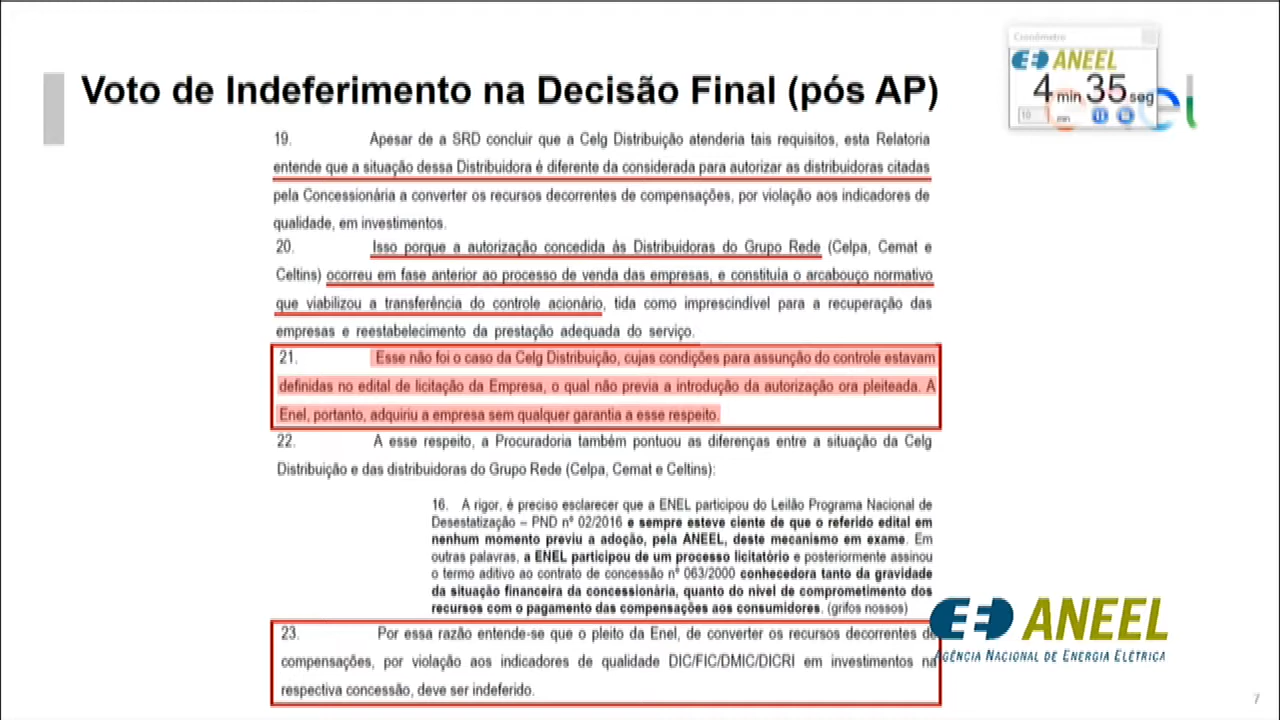 Cronômetro
ANEEL
4 min 35 seg
10
mn
Voto de Indeferimento na Decisão Final (pós AP)
19. Apesar de a SRD concluir que a Celg Distribuição atenderia tais requisitos, esta Relatoria
entende que a situação dessa Distribuidora é diferente da considerada para autorizar as distribuidoras citadas
pela Concessionária a converter os recursos decorrentes de compensações, por violação aos indicadores de
qualidade, em investimentos.
20. Isso porque a autorização concedida às Distribuidoras do Grupo Rede (Celpa, Cemat e
Celtins) ocorreu em fase anterior ao processo de venda das empresas, e constituía o arcabouço normativo
que viabilizou a transferência do controle acionário, tida como imprescindível para a recuperação das
empresas e reestabelecimento da prestação adequada do serviço.
21. Esse não foi o caso da Celg Distribuição, cujas condições para assunção do controle estavam
definidas no edital de licitação da Empresa, o qual não previa a introdução da autorização ora pleiteada. A
Enel, portanto, adquiriu a empresa sem qualquer garantia a esse respeito.
22. A esse respeito, a Procuradoria também pontuou as diferenças entre a situação da Celg
Distribuição e das distribuidoras do Grupo Rede (Celpa, Cemat e Celtins):
16. A rigor, é preciso esclarecer que a ENEL participou do Leilão Programa Nacional de
Desestatização – PND nº 02/2016 e sempre esteve ciente de que o referido edital em
nenhum momento previu a adoção, pela ANEEL, deste mecanismo em exame. Em
outras palavras, a ENEL participou de um processo licitatório e posteriormente assinou
o termo aditivo ao contrato de concessão nº 063/2000 conhecedora tanto da gravidade
da situação financeira da concessionária, quanto do nível de comprometimento dos
recursos com o pagamento das compensações aos consumidores. (grifos nossos)
23. Por essa razão entende-se que o pleito da Enel, de converter os recursos decorrentes de
compensações, por violação aos indicadores de qualidade DIC/FIC/DMIC/DICRI em investimentos na
respectiva concessão, deve ser indeferido.
ANEEL
AGÊNCIA NACIONAL DE ENERGIA ELÉTRICA
7